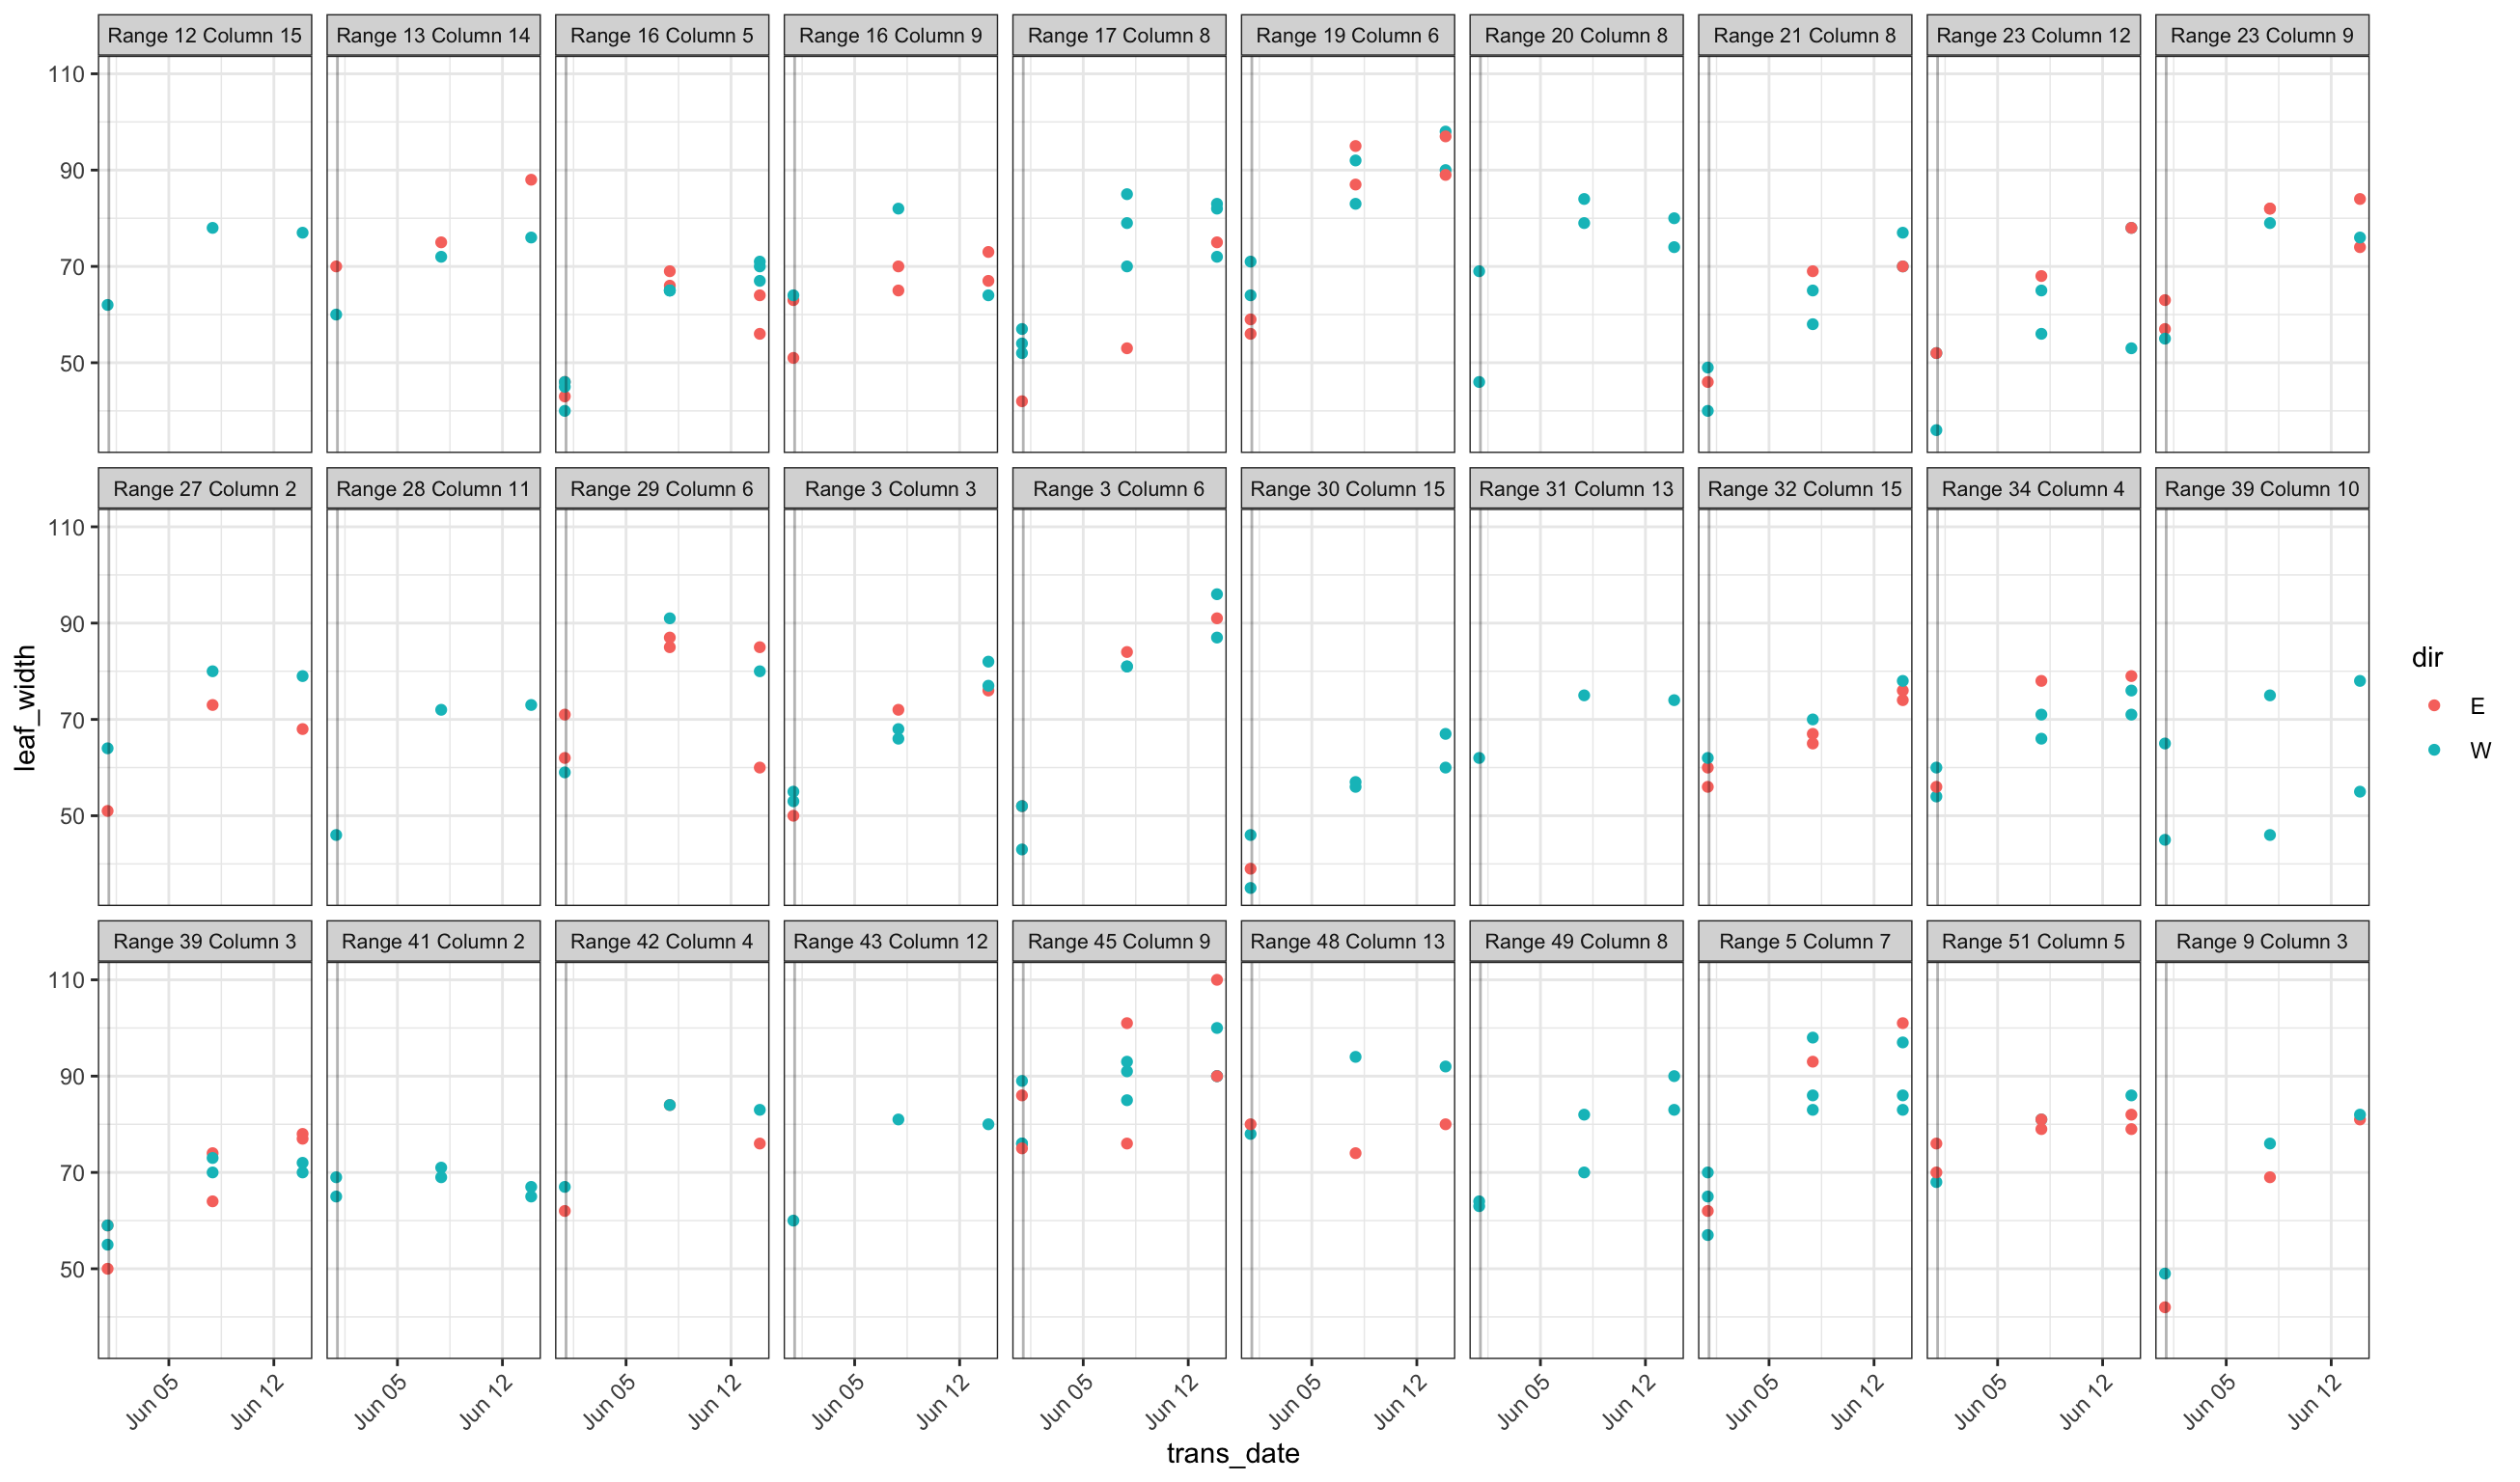 Range 12 Column 15 Range 13 Column 14 Range 16 Column 5 Range 16 Column 9 Range 17 Column 8 Range 19 Column 6 Range 20 Column 8 Range 21 Column 8 Range 23 Column 12 Range 23 Column 9
110
90
70
50
Range 27 Column 2 Range 28 Column 11 Range 29 Column 6 Range 3 Column 3 Range 3 Column 6 Range 30 Column 15 Range 31 Column 13 Range 32 Column 15 Range 34 Column 4 Range 39 Column 10
110
90
70
50
leaf_width
dir
E
W
Range 39 Column 3 Range 41 Column 2 Range 42 Column 4 Range 43 Column 12 Range 45 Column 9 Range 48 Column 13 Range 49 Column 8 Range 5 Column 7 Range 51 Column 5 Range 9 Column 3
110
90
70
50
Jun 05 Jun 12 Jun 05 Jun 12 Jun 05 Jun 12 Jun 05 Jun 12 Jun 05 Jun 12 Jun 05 Jun 12 Jun 05 Jun 12 Jun 05 Jun 12 Jun 05 Jun 12 Jun 05 Jun 12
trans_date